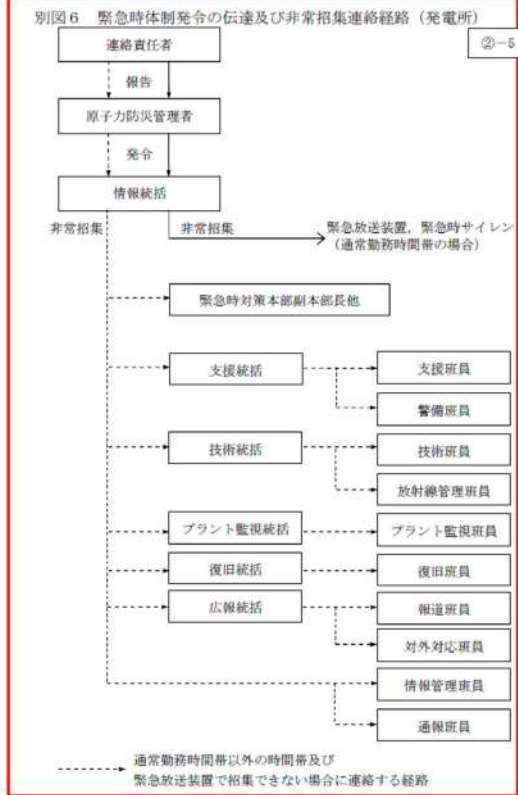 別図6 緊急時体制発令の伝達及び非常招集連絡経路（発電所）
②-5
連絡責任者
報告
原子力防災管理者
発令
情報統括
非常招集
非常招集
緊急放送装置，緊急時サイレン
（通常勤務時間帯の場合）
緊急時対策本部副本部長他
支援統括
支援班員
警備班員
技術統括
技術班員
放射線管理班員
プラント監視統括
プラント監視班員
復旧統括
復旧班員
広報統括
報道班員
対外対応班員
情報管理班員
通報班員
通常勤務時間帯以外の時間帯及び
緊急放送装置で招集できない場合に連絡する経路